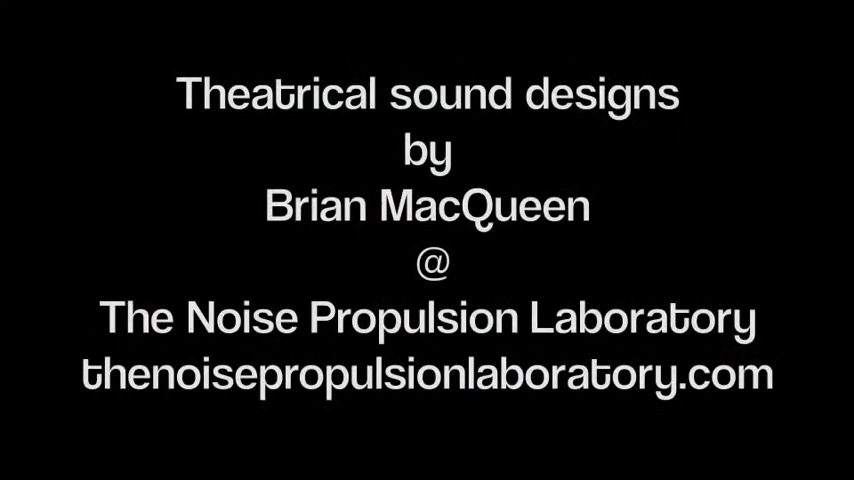 Theatrical sound designs
by
Brian MacQueen
@
The Noise Propulsion Laboratory
thenoisepropulsionlaboratory.com